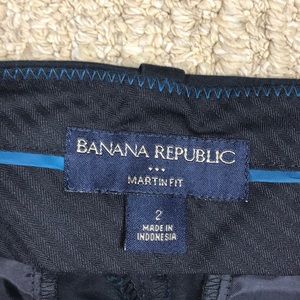 BANANA REPUBLIC
MARTIN FIT
2
MADE IN
INDONESIA